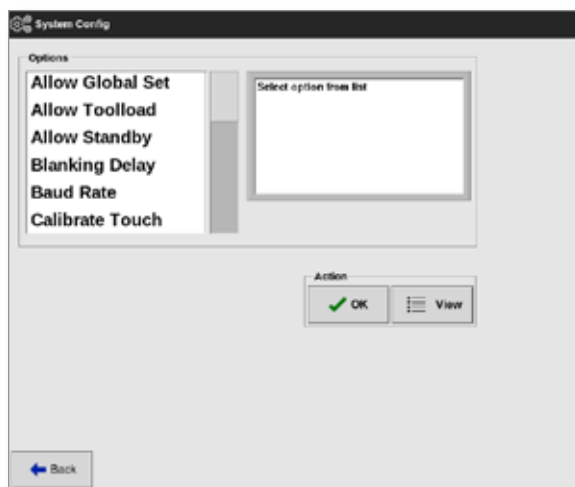 System Config
Options
Allow Global Set
Allow Toolload
Allow Standby
Blanking Delay
Baud Rate
Calibrate Touch
Select option from list
Action
OK
View
Back